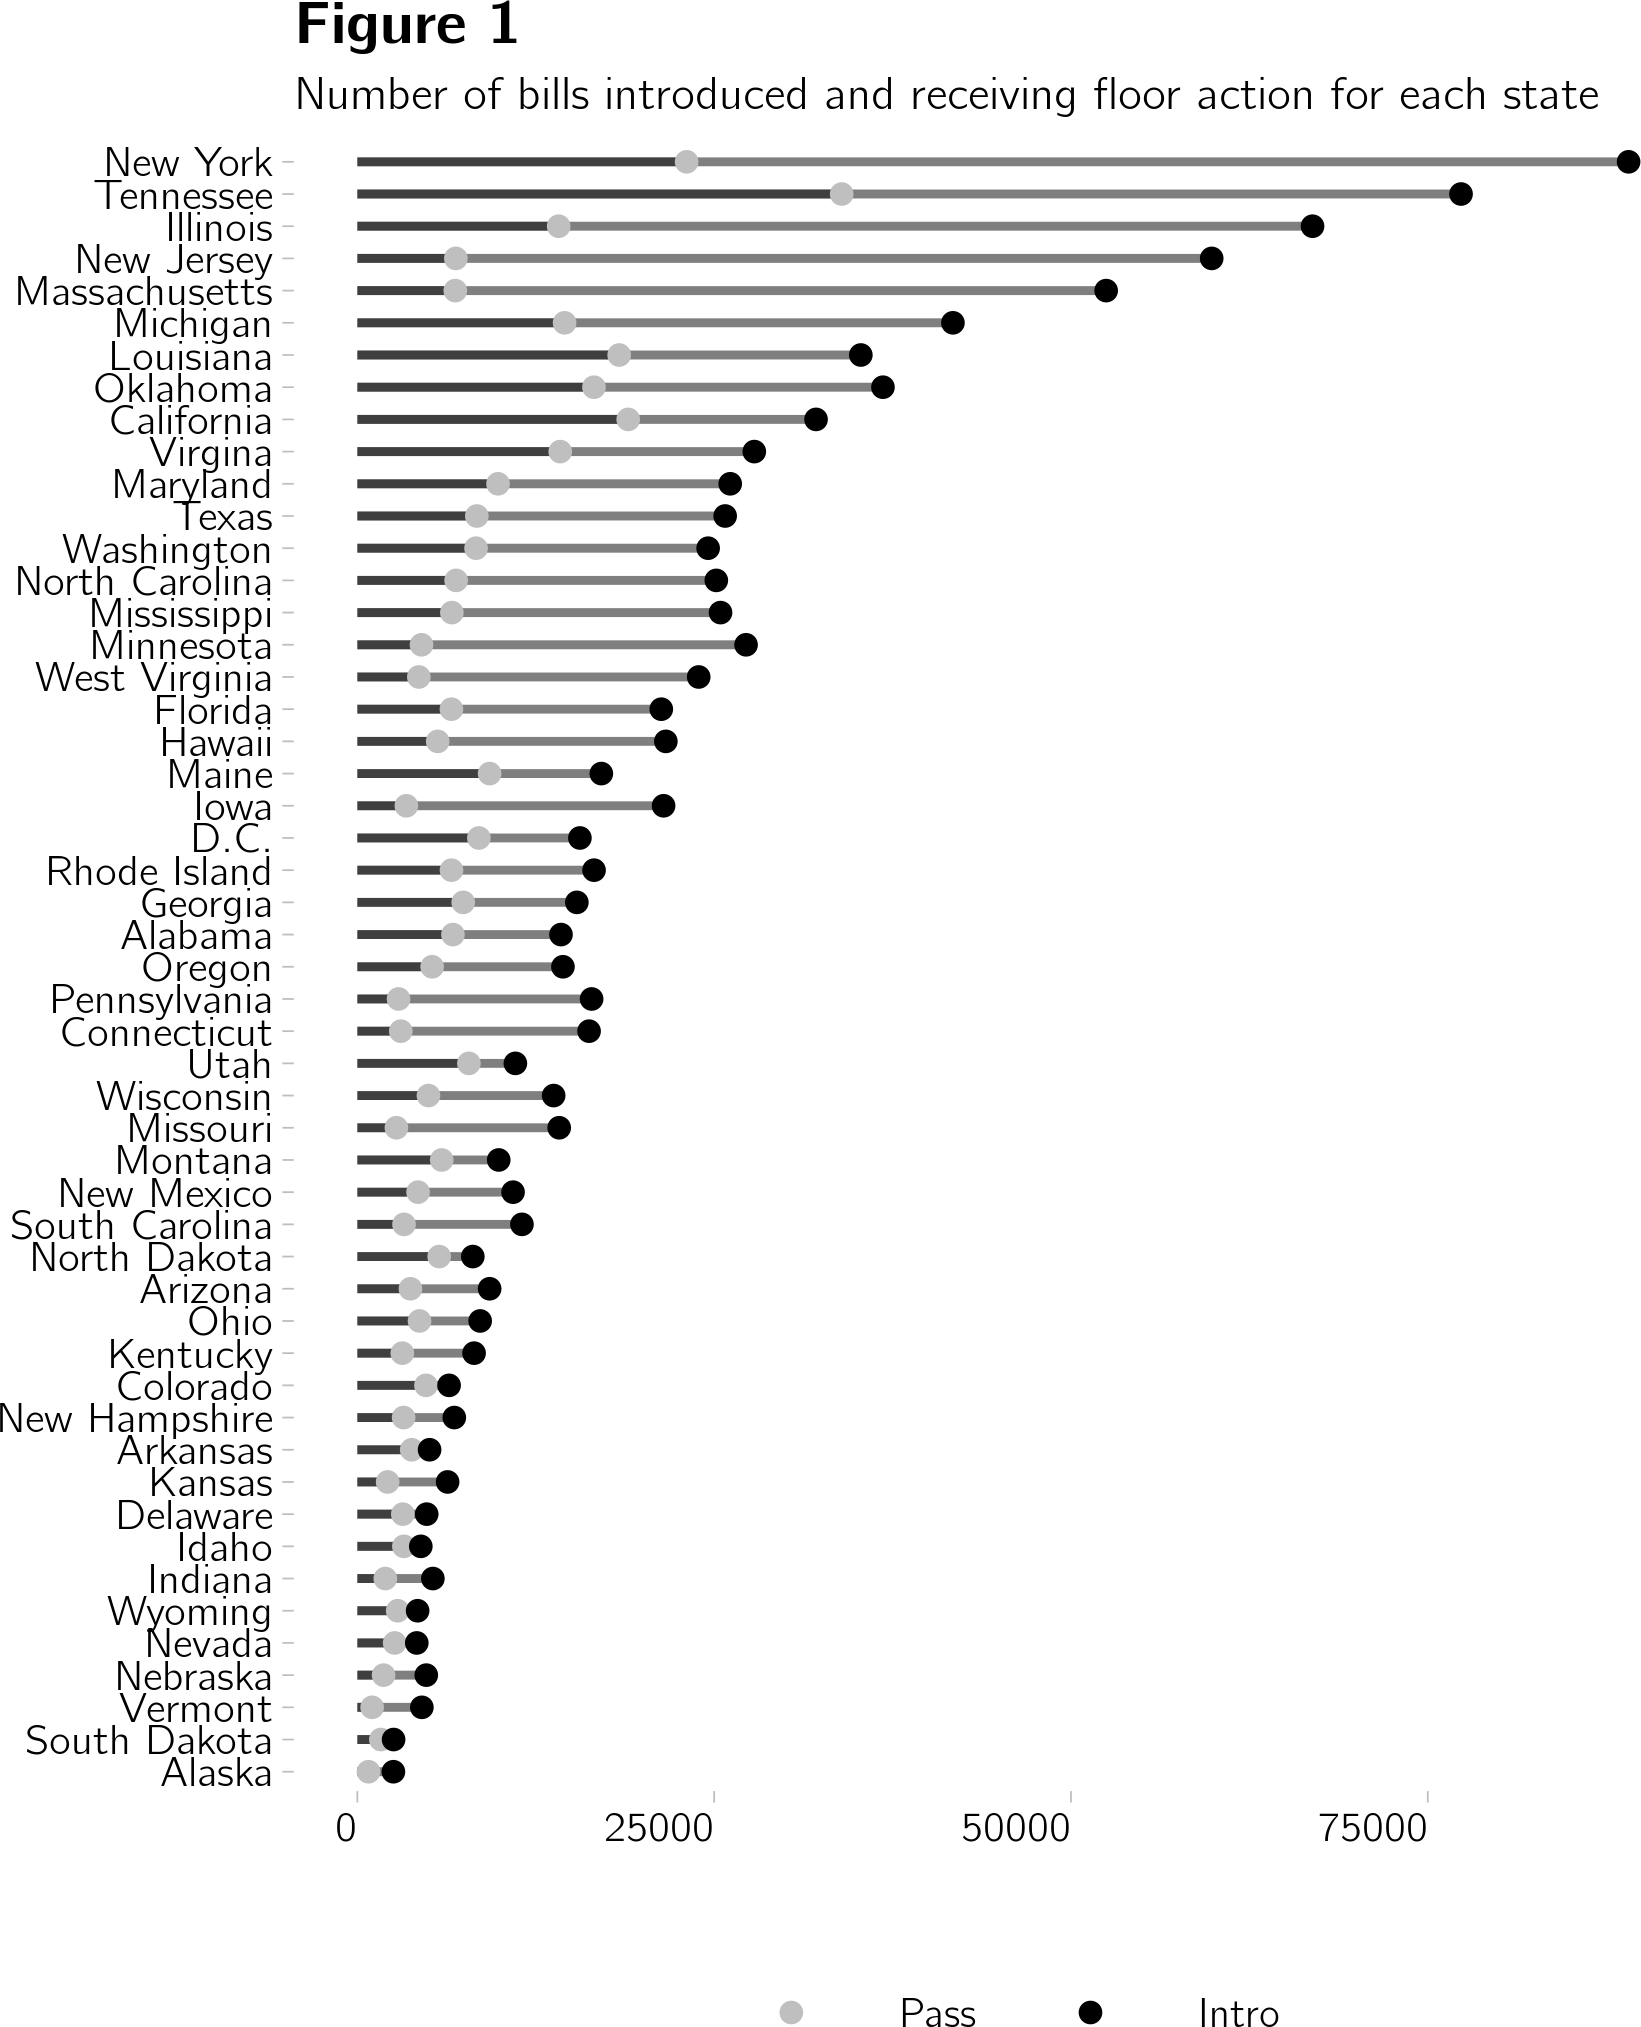 Figure 1
Number of bills introduced and receiving floor action for each state
New York
Tennessee
Illinois
New Jersey
Massachusetts
Michigan
Louisiana
Oklahoma
California
Virgina
Maryland
Texas
Washington
North Carolina
Mississippi
Minnesota
West Virginia
Florida
Hawaii
Maine
Iowa
D.C.
Rhode Island
Georgia
Alabama
Oregon
Pennsylvania
Connecticut
Utah
Wisconsin
Missouri
Montana
New Mexico
South Carolina
North Dakota
Arizona
Ohio
Kentucky
Colorado
New Hampshire
Arkansas
Kansas
Delaware
Idaho
Indiana
Wyoming
Nevada
Nebraska
Vermont
South Dakota
Alaska
0 25000 50000 75000
Pass Intro